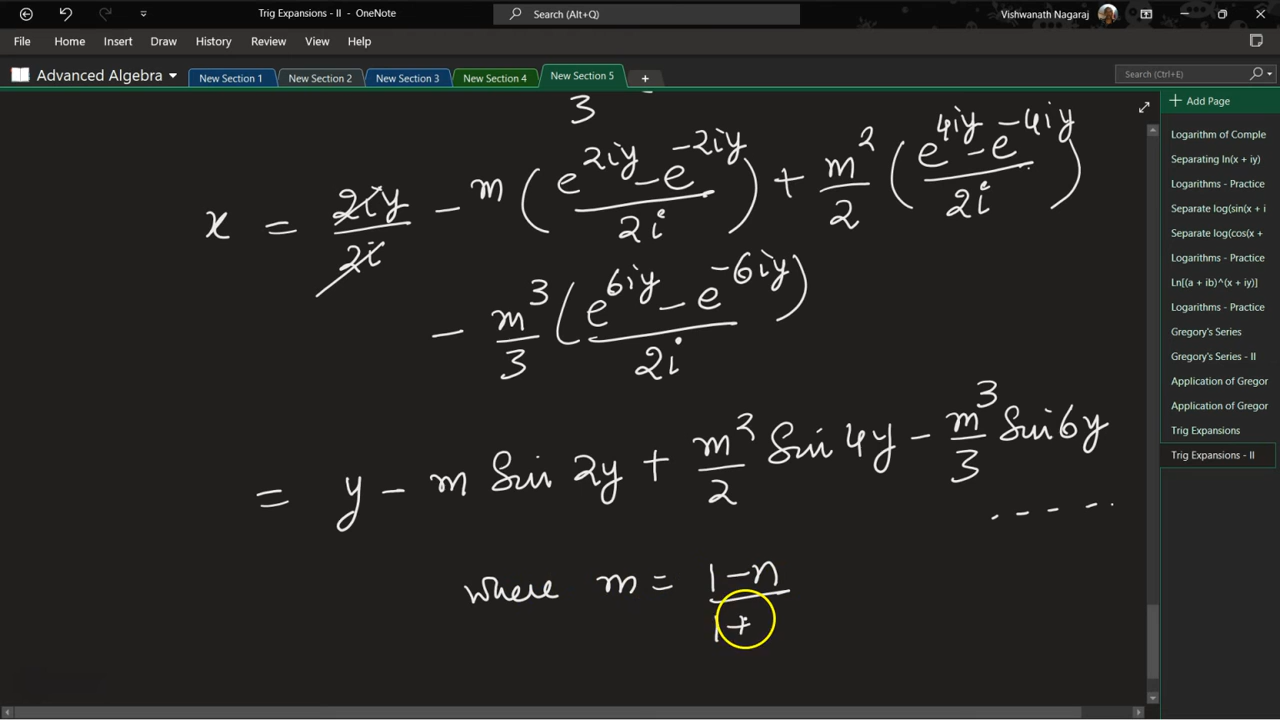 Trig Expansions - II - OneNote
Search (Alt+Q)
Vishwanath Nagaraj
File Home Insert Draw History Review View Help
Advanced Algebra
New Section 1 New Section 2 New Section 3 New Section 4 New Section 5 +
Search (Ctrl+E)
Add Page
Logarithm of Comple
Separating ln(x + iy)
Logarithms - Practice
Separate log(sin(x + i
Separate log(cos(x +
Logarithms - Practice
Ln[(a + ib)^(x + iy)]
Logarithms - Practice
Gregory's Series
Gregory's Series - II
Application of Gregor
Application of Gregor
Trig Expansions
Trig Expansions - II
3
x = 2iy/2i - m (e^{2iy} - e^{-2iy}/2i) + m^2/2 (e^{4iy} - e^{-4iy}/2i)
- m^3/3 (e^{6iy} - e^{-6iy}/2i)
= y - m Sin 2y + m^2/2 Sin 4y - m^3/3 Sin 6y
. - - - - .
where m = 1-n/1+